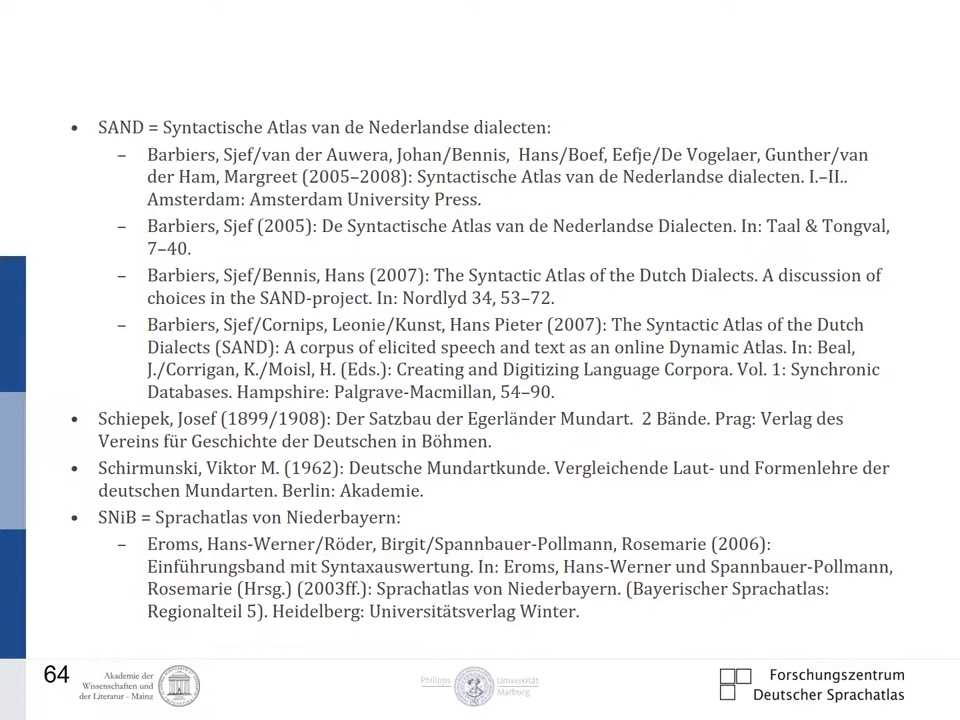 • SAND = Syntactische Atlas van de Nederlandse dialecten:
– Barbiers, Sjef/van der Auwera, Johan/Bennis, Hans/Boef, Eefje/De Vogelaer, Gunther/van
der Ham, Margreet (2005–2008): Syntactische Atlas van de Nederlandse dialecten. I.–II..
Amsterdam: Amsterdam University Press.
– Barbiers, Sjef (2005): De Syntactische Atlas van de Nederlandse Dialecten. In: Taal & Tongval,
7–40.
– Barbiers, Sjef/Bennis, Hans (2007): The Syntactic Atlas of the Dutch Dialects. A discussion of
choices in the SAND-project. In: Nordlyd 34, 53–72.
– Barbiers, Sjef/Cornips, Leonie/Kunst, Hans Pieter (2007): The Syntactic Atlas of the Dutch
Dialects (SAND): A corpus of elicited speech and text as an online Dynamic Atlas. In: Beal,
J./Corrigan, K./Moisl, H. (Eds.): Creating and Digitizing Language Corpora. Vol. 1: Synchronic
Databases. Hampshire: Palgrave-Macmillan, 54–90.
• Schiepek, Josef (1899/1908): Der Satzbau der Egerländer Mundart. 2 Bände. Prag: Verlag des
Vereins für Geschichte der Deutschen in Böhmen.
• Schirmunski, Viktor M. (1962): Deutsche Mundartkunde. Vergleichende Laut- und Formenlehre der
deutschen Mundarten. Berlin: Akademie.
• SNiB = Sprachatlas von Niederbayern:
– Eroms, Hans-Werner/Röder, Birgit/Spannbauer-Pollmann, Rosemarie (2006):
Einführungsband mit Syntaxauswertung. In: Eroms, Hans-Werner und Spannbauer-Pollmann,
Rosemarie (Hrsg.) (2003ff.): Sprachatlas von Niederbayern. (Bayerischer Sprachatlas:
Regionalteil 5). Heidelberg: Universitätsverlag Winter.
64
Akademie der
Wissenschaften und
der Literatur - Mainz
Philipps Universität
Marburg
Forschungszentrum
Deutscher Sprachatlas